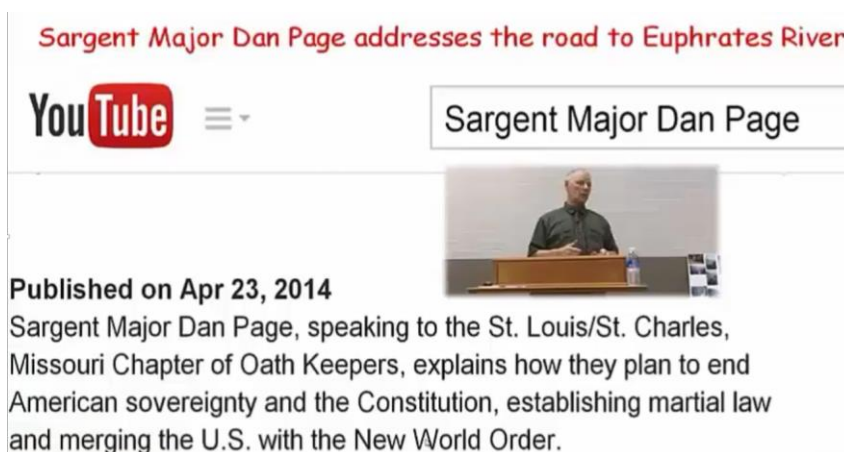 Sargent Major Dan Page addresses the road to Euphrates River
YouTube
Sargent Major Dan Page
Published on Apr 23, 2014
Sargent Major Dan Page, speaking to the St. Louis/St. Charles,
Missouri Chapter of Oath Keepers, explains how they plan to end
American sovereignty and the Constitution, establishing martial law
and merging the U.S. with the New World Order.